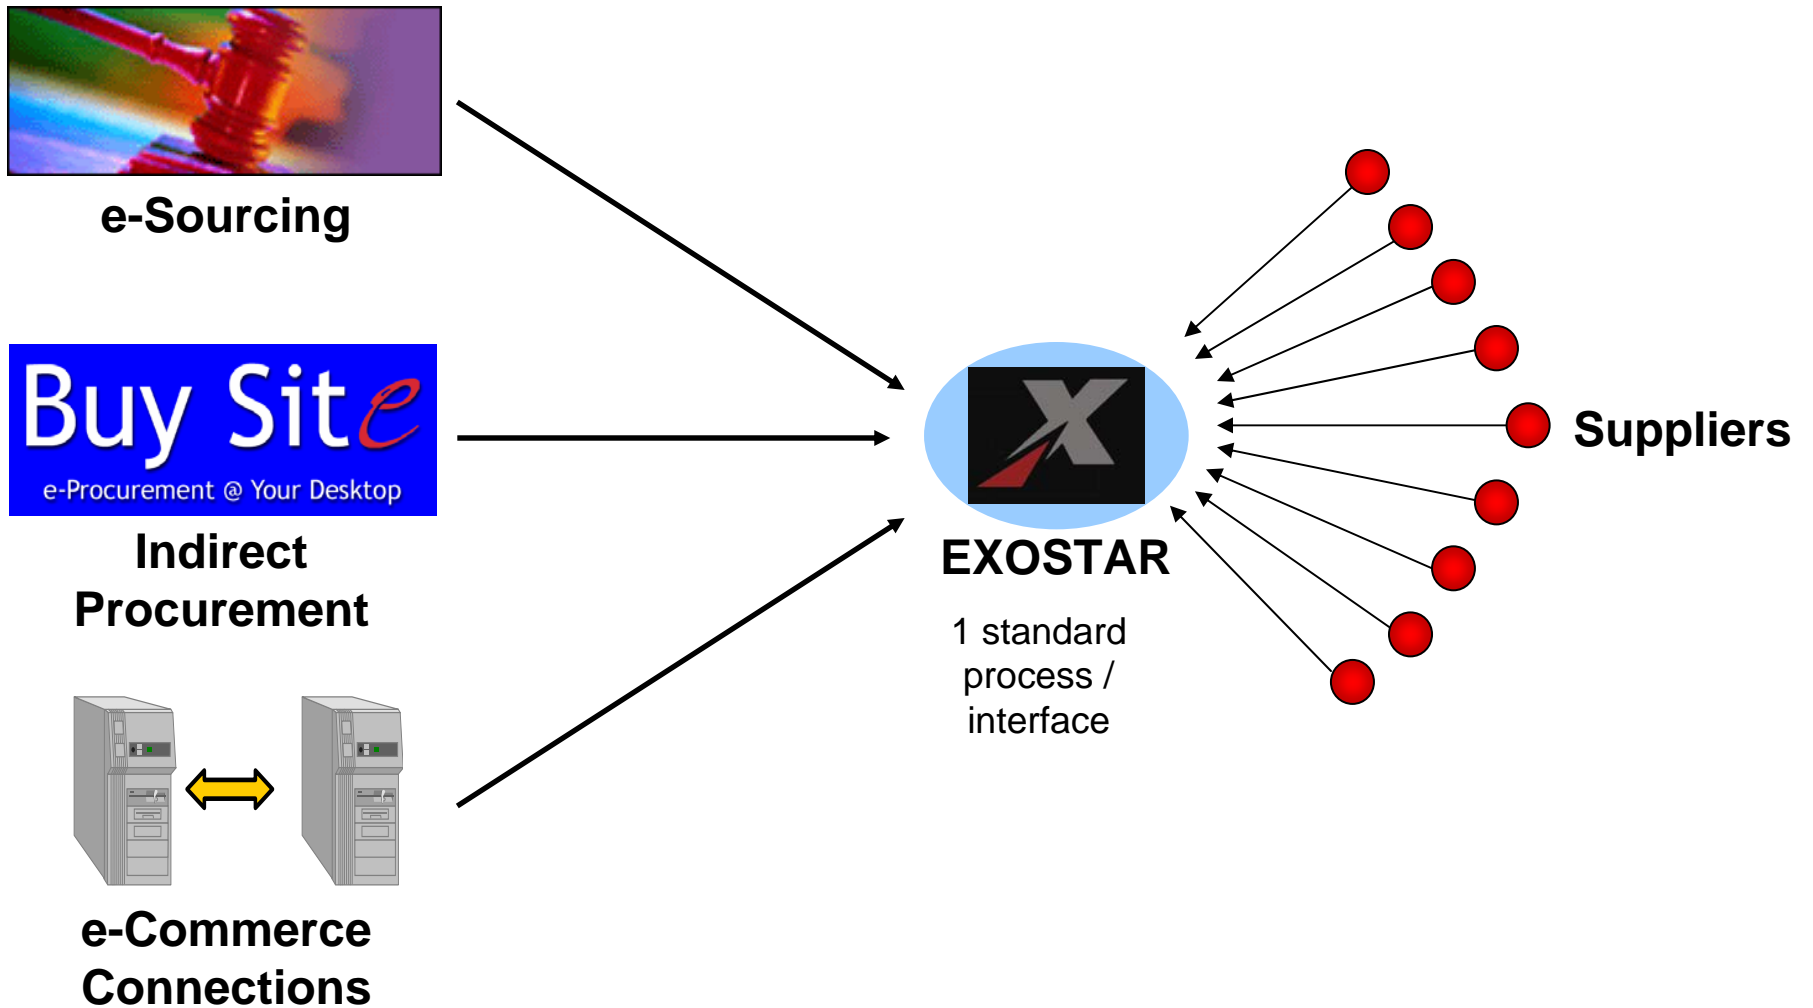 e-Sourcing
Buy Site
e-Procurement @ Your Desktop
Indirect
Procurement
e-Commerce
Connections
X
EXOSTAR
1 standard
process /
interface
Suppliers